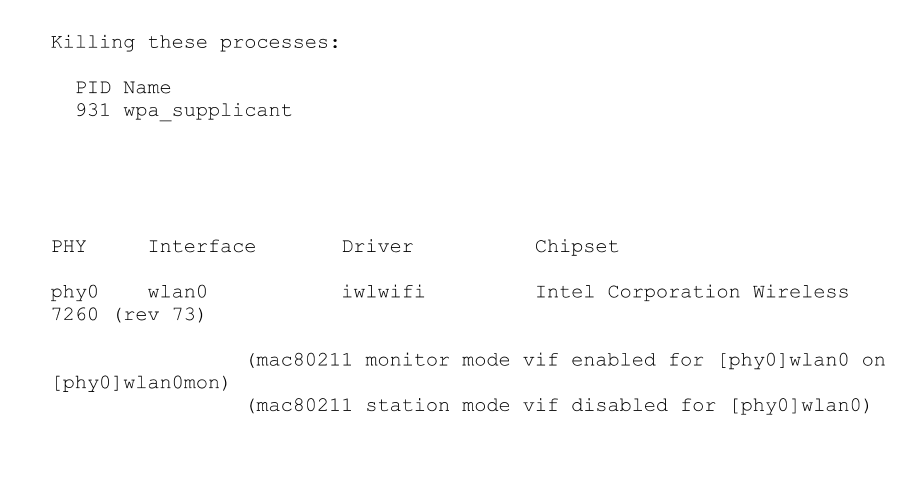 Killing these processes:
PID Name
931 wpa_supplicant
PHY Interface Driver Chipset
phy0 wlan0 iwlwifi Intel Corporation Wireless
7260 (rev 73)
(mac80211 monitor mode vif enabled for [phy0]wlan0 on
[phy0]wlan0mon)
(mac80211 station mode vif disabled for [phy0]wlan0)